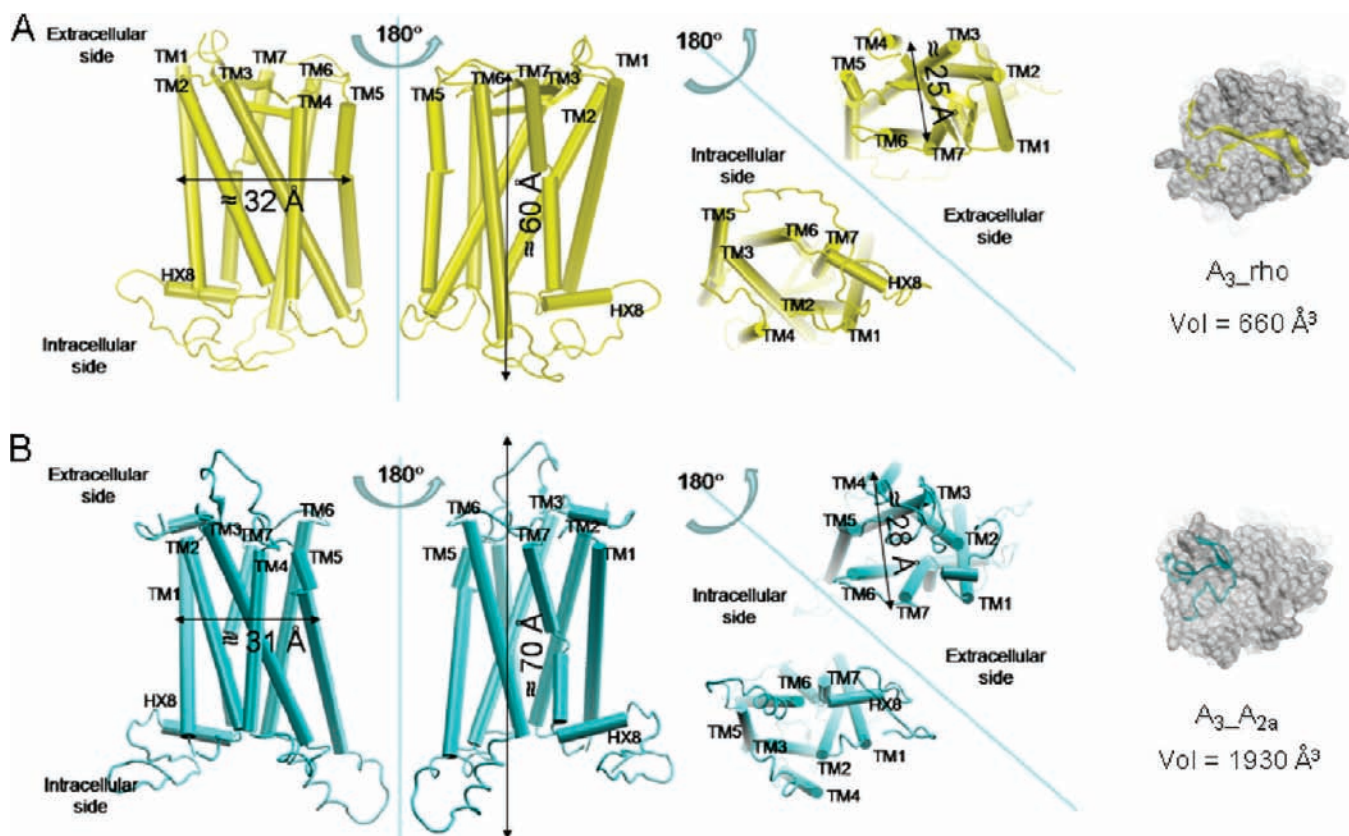 A
Extracellular
side
180°
TM1
TM7
TM6
TM2
TM3
TM4
TM5
≈ 32 Å
HX8
Intracellular
side
TM1
TM6
TM7
TM3
TM5
TM2
≈ 60 Å
HX8
180°
TM4
TM3
TM5
TM2
≈ 25 Å
TM6
TM7
TM1
Intracellular
side
Extracellular
side
TM5
TM6
TM7
TM3
HX8
TM2
TM4
TM1
A₃_rho
Vol = 660 Å³
B
Extracellular
side
180°
TM6
TM3
TM7
TM2
TM4
TM5
TM1
≈ 31 Å
HX8
Intracellular
side
TM6
TM3
TM2
TM5
TM7
TM1
≈ 70 Å
HX8
180°
TM4
TM3
TM5
TM2
≈ 28 Å
TM6
TM7
TM1
Intracellular
side
Extracellular
side
TM6
TM7
HX8
TM5
TM3
TM1
TM2
TM4
A₃_A₂ₐ
Vol = 1930 Å³